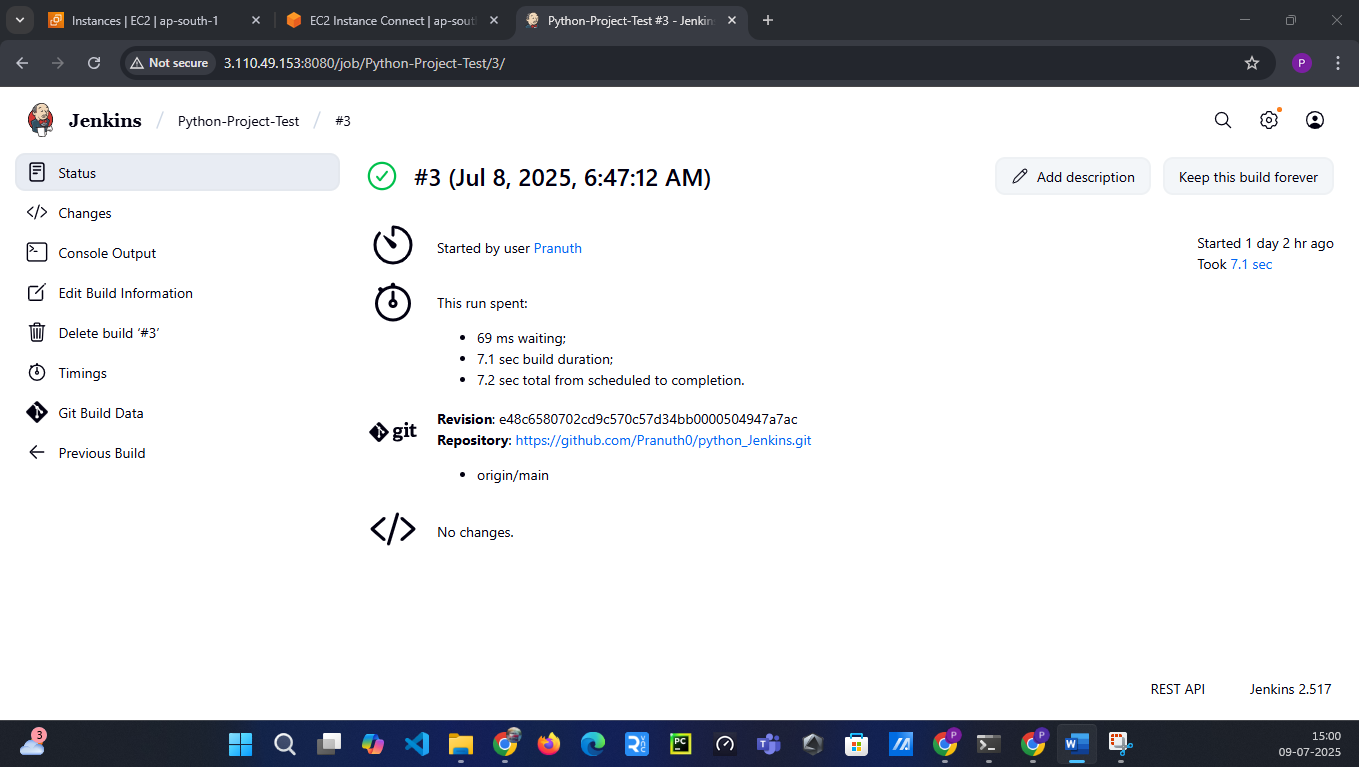 Instances | EC2 | ap-south-1
EC2 Instance Connect | ap-sout
Python-Project-Test #3 - Jenkin
Not secure
3.110.49.153:8080/job/Python-Project-Test/3/
P
Jenkins / Python-Project-Test / #3
Status
Changes
Console Output
Edit Build Information
Delete build ‘#3’
Timings
Git Build Data
Previous Build
#3 (Jul 8, 2025, 6:47:12 AM)
Add description
Keep this build forever
Started by user Pranuth
Started 1 day 2 hr ago
Took 7.1 sec
This run spent:
69 ms waiting;
7.1 sec build duration;
7.2 sec total from scheduled to completion.
git
Revision: e48c6580702cd9c570c57d34bb0000504947a7ac
Repository: https://github.com/Pranuth0/python_Jenkins.git
origin/main
No changes.
REST API
Jenkins 2.517
3
PC
P
P
W
15:00
09-07-2025